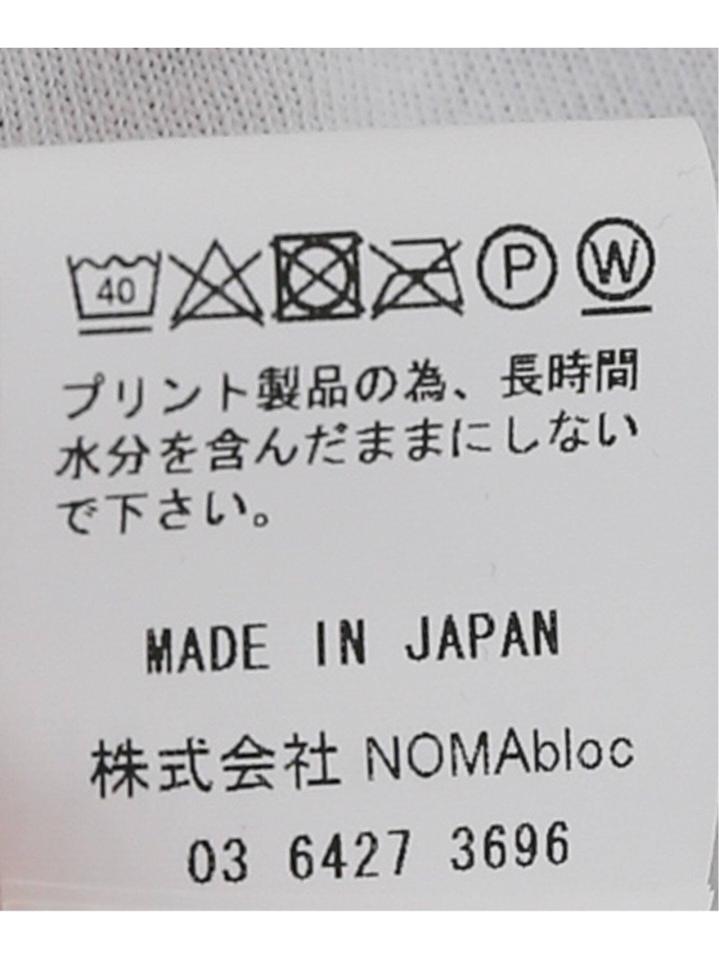 40 P W
プリント製品の為、長時間
水分を含んだままにしない
で下さい。
MADE IN JAPAN
株式会社 NOMAbloc
03 6427 3696